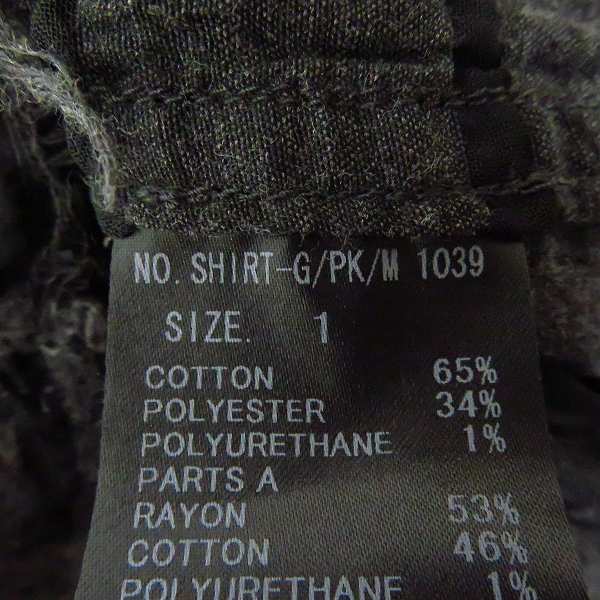 NO. SHIRT-G/PK/M 1039
SIZE. 1
COTTON 65%
POLYESTER 34%
POLYURETHANE 1%
PARTS A
RAYON 53%
COTTON 46%
POLYURETHANE 1%